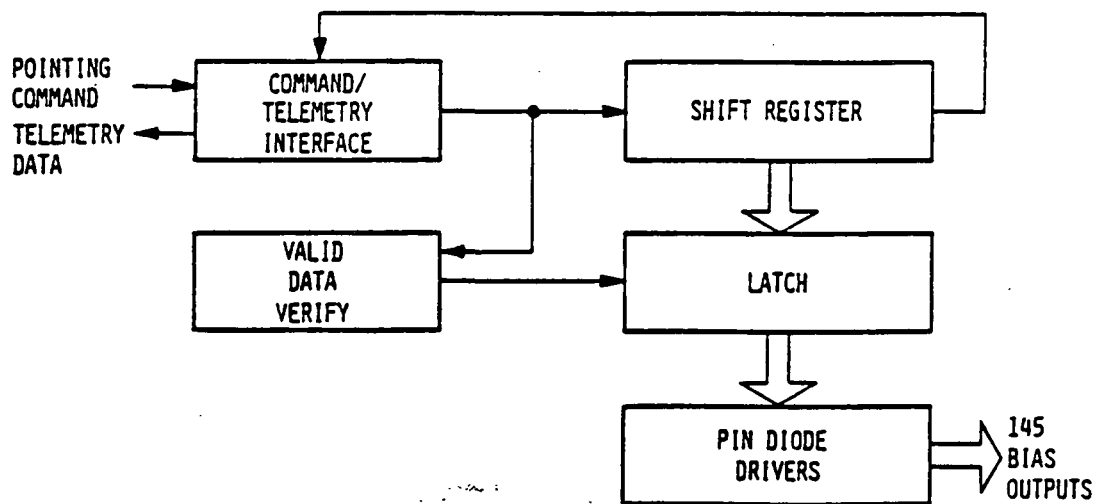 POINTING
COMMAND
TELEMETRY
DATA
COMMAND/
TELEMETRY
INTERFACE
SHIFT REGISTER
VALID
DATA
VERIFY
LATCH
PIN DIODE
DRIVERS
145
BIAS
OUTPUTS